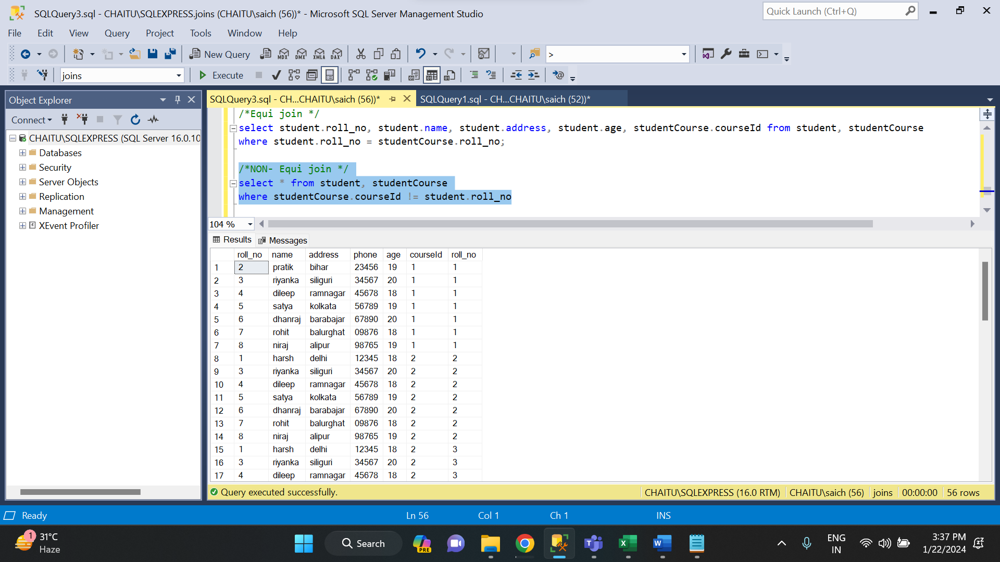 SQLQuery3.sql - CHAITU\SQLEXPRESS.joins (CHAITU\saich (56))* - Microsoft SQL Server Management Studio
Quick Launch (Ctrl+Q)
File Edit View Query Project Tools Window Help
New Query MDX DMX XMLA DAX >
joins Execute
Object Explorer
SQLQuery3.sql - CH...CHAITU\saich (56))* SQLQuery1.sql - CH...CHAITU\saich (52))*
Connect
CHAITU\SQLEXPRESS (SQL Server 16.0.10
Databases
Security
Server Objects
Replication
Management
XEvent Profiler
/*Equi join */
select student.roll_no, student.name, student.address, student.age, studentCourse.courseId from student, studentCourse
where student.roll_no = studentCourse.roll_no;
/*NON- Equi join */
select * from student, studentCourse
where studentCourse.courseId != student.roll_no
104 %
Results Messages
roll_no name address phone age courseId roll_no
1 2 pratik bihar 23456 19 1 1
2 3 riyanka siliguri 34567 20 1 1
3 4 dileep ramnagar 45678 18 1 1
4 5 satya kolkata 56789 19 1 1
5 6 dhanraj barabajar 67890 20 1 1
6 7 rohit balurghat 09876 18 1 1
7 8 niraj alipur 98765 19 1 1
8 1 harsh delhi 12345 18 2 2
9 3 riyanka siliguri 34567 20 2 2
10 4 dileep ramnagar 45678 18 2 2
11 5 satya kolkata 56789 19 2 2
12 6 dhanraj barabajar 67890 20 2 2
13 7 rohit balurghat 09876 18 2 2
14 8 niraj alipur 98765 19 2 2
15 1 harsh delhi 12345 18 2 3
16 3 riyanka siliguri 34567 20 2 3
17 4 dileep ramnagar 45678 18 2 3
Query executed successfully. CHAITU\SQLEXPRESS (16.0 RTM) CHAITU\saich (56) joins 00:00:00 56 rows
Ready Ln 56 Col 1 Ch 1 INS
1 31°C
Haze
Search
PRE
ENG
IN
3:37 PM
1/22/2024